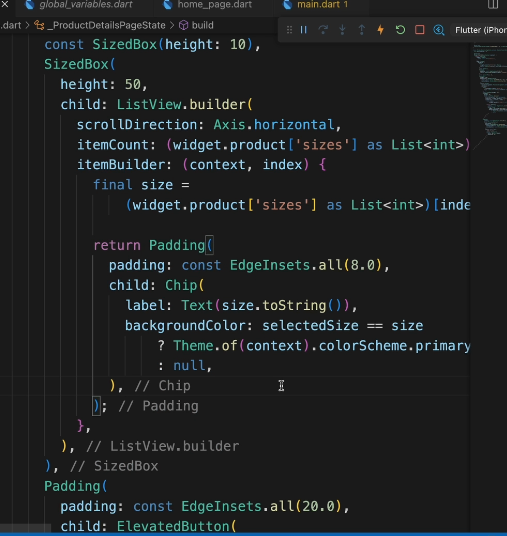 global_variables.dart home_page.dart main.dart 1
.dart > _ProductDetailsPageState > build
Flutter (iPhor
const SizedBox(height: 10),
SizedBox(
height: 50,
child: ListView.builder(
scrollDirection: Axis.horizontal,
itemCount: (widget.product['sizes'] as List<int>)
itemBuilder: (context, index) {
final size =
(widget.product['sizes'] as List<int>)[inde
return Padding(
padding: const EdgeInsets.all(8.0),
child: Chip(
label: Text(size.toString()),
backgroundColor: selectedSize == size
? Theme.of(context).colorScheme.primary
: null,
), // Chip
); // Padding
},
), // ListView.builder
), // SizedBox
Padding(
padding: const EdgeInsets.all(20.0),
child: ElevatedButton(